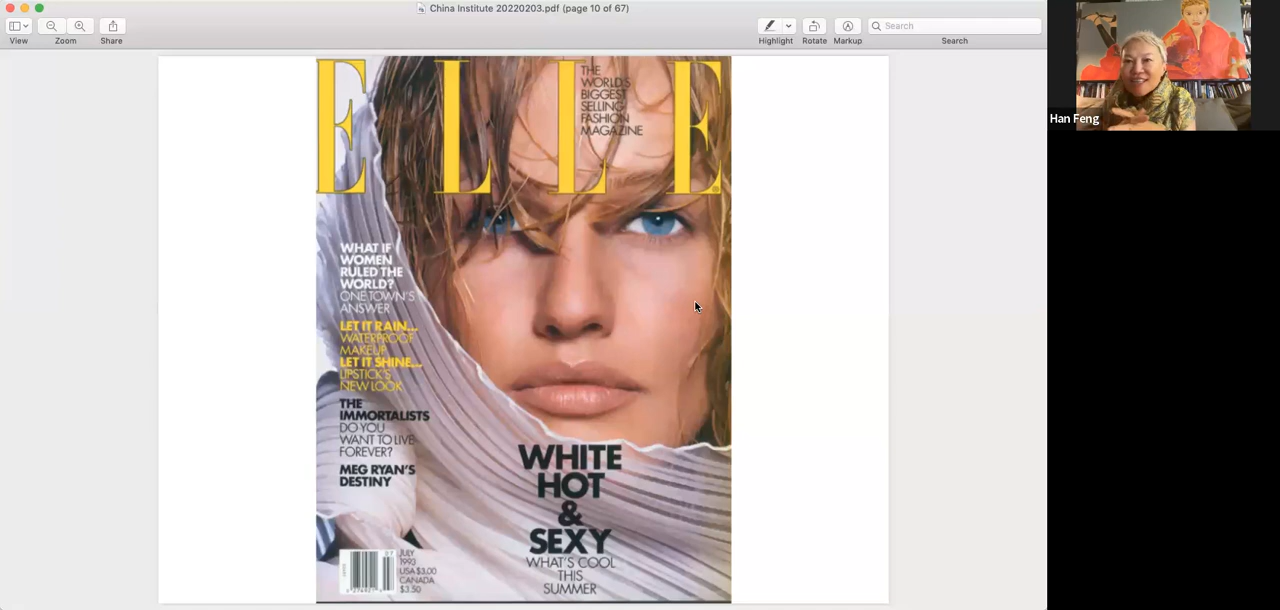 China Institute 20220203.pdf (page 10 of 67)
View
Zoom
Share
Highlight
Rotate
Markup
Search
Search
Han Feng
ELLE
THE
WORLD'S
BIGGEST
SELLING
FASHION
MAGAZINE
WHAT IF
WOMEN
RULED THE
WORLD?
ONE TOWN'S
ANSWER
LET IT RAIN...
WATERPROOF
MAKEUP
LET IT SHINE...
LIPSTICK'S
NEW LOOK
THE
IMMORTALISTS
DO YOU
WANT TO LIVE
FOREVER?
MEG RYAN'S
DESTINY
WHITE
HOT
&
SEXY
WHAT'S COOL
THIS
SUMMER
JULY
1993
USA $3.00
CANADA
$3.50